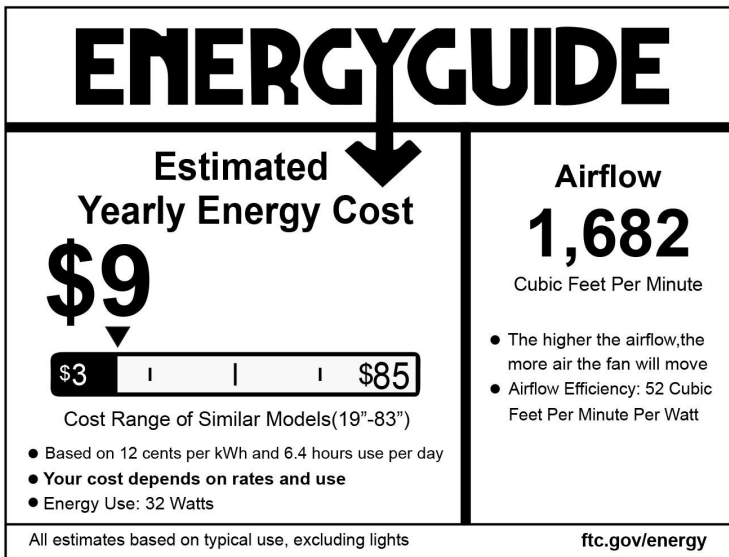 ENERGYGUIDE
Estimated
Yearly Energy Cost
$9
$3
$85
Cost Range of Similar Models(19”-83”)
● Based on 12 cents per kWh and 6.4 hours use per day
● Your cost depends on rates and use
● Energy Use: 32 Watts
Airflow
1,682
Cubic Feet Per Minute
● The higher the airflow,the
more air the fan will move
● Airflow Efficiency: 52 Cubic
Feet Per Minute Per Watt
All estimates based on typical use, excluding lights
ftc.gov/energy